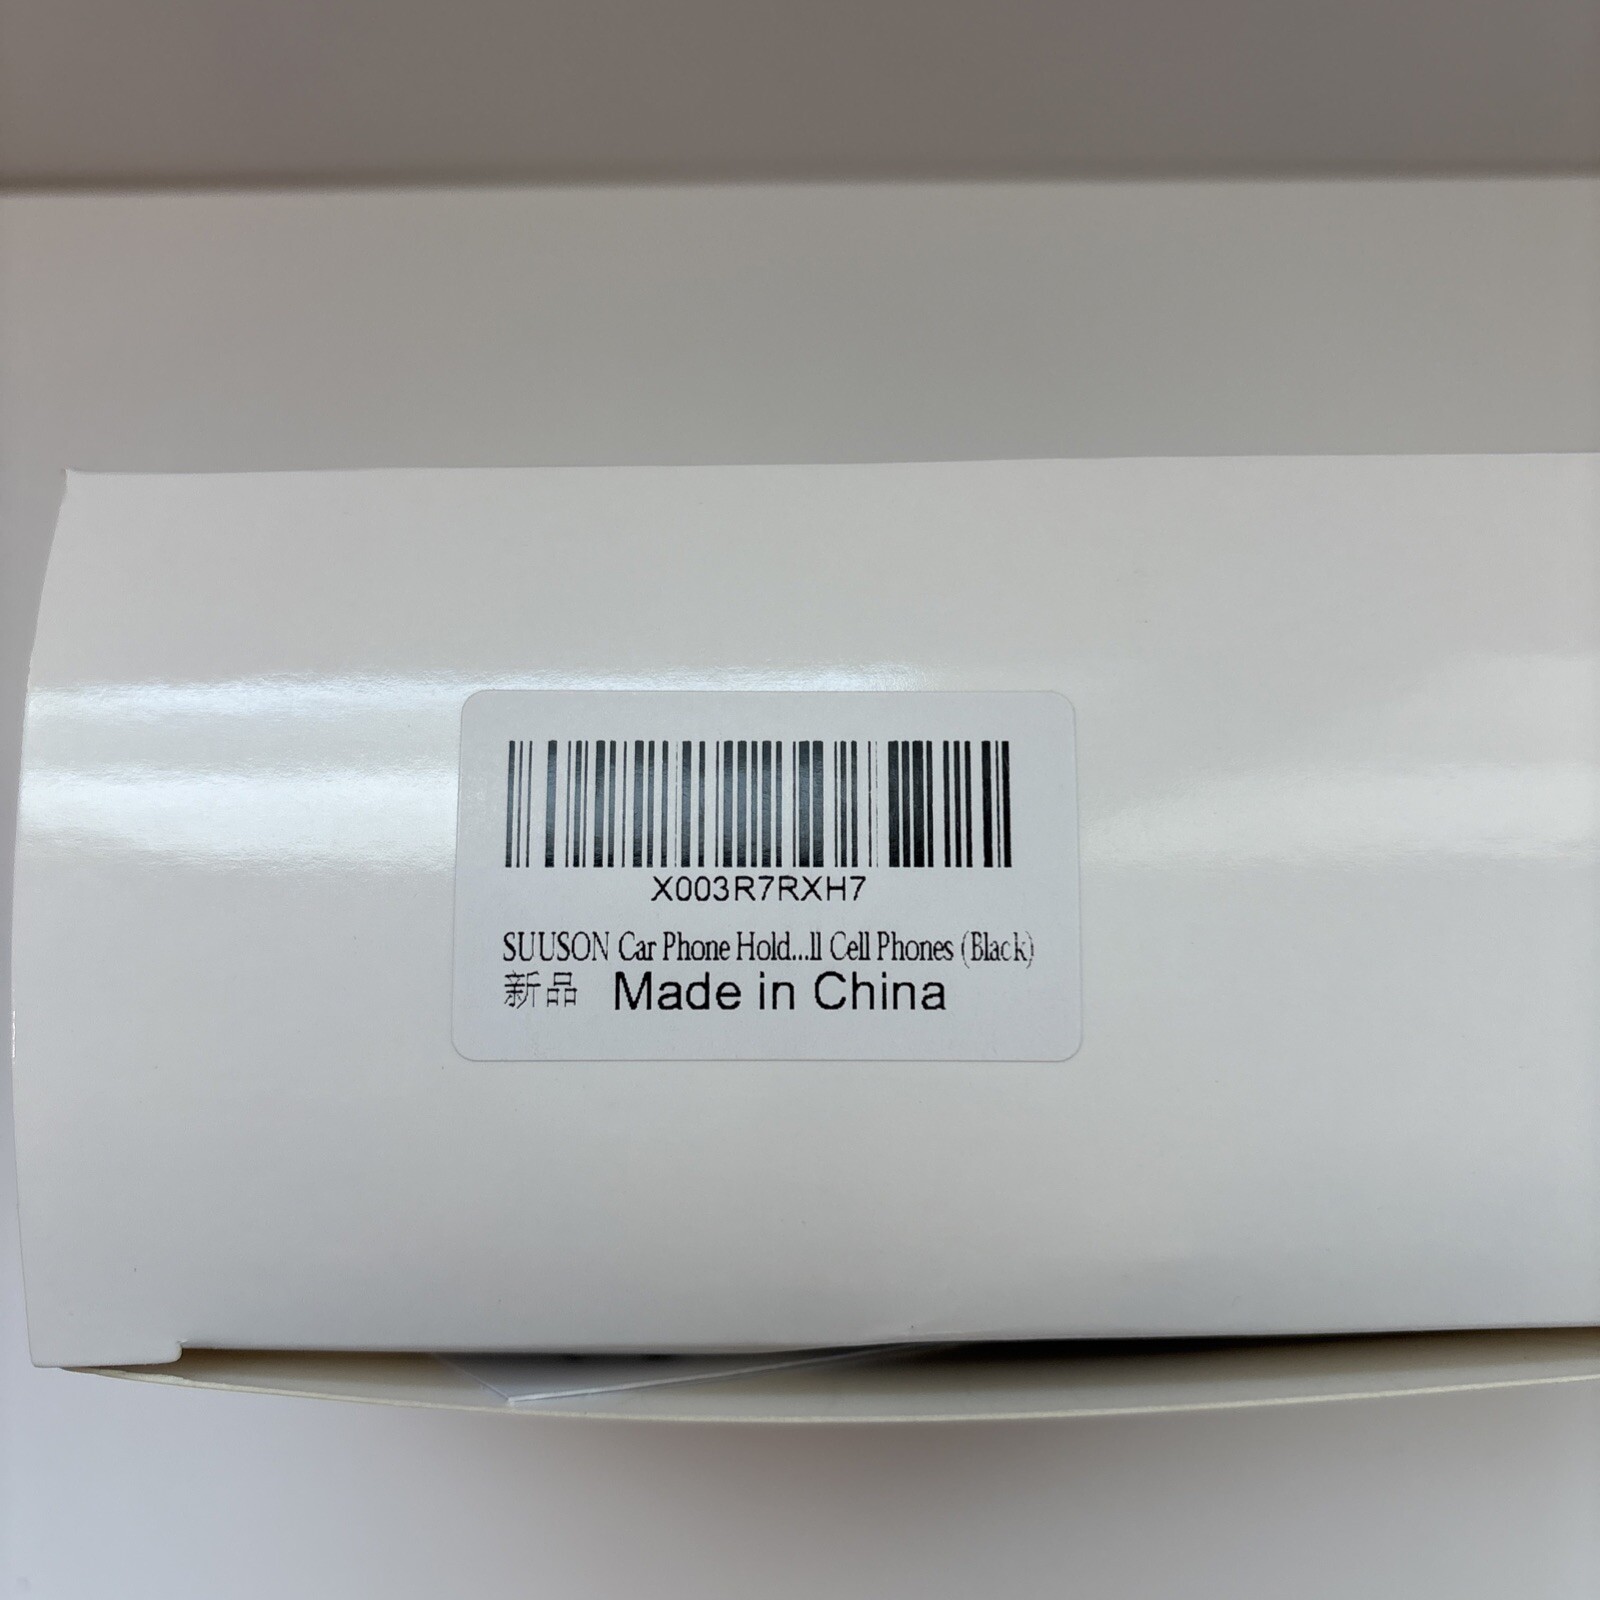 X003R7RXH7
SUUSON Car Phone Hold...ll Cell Phones (Black)
新品 Made in China